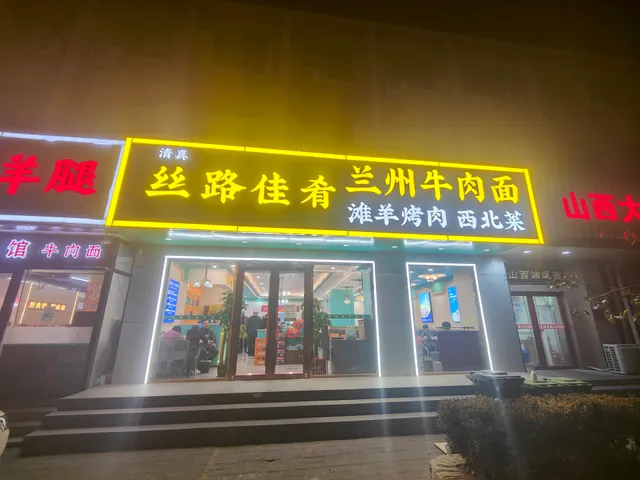 羊腿
馆 牛肉面
清真
丝路佳肴 兰州牛肉面
滩羊烤肉 西北菜
山西大